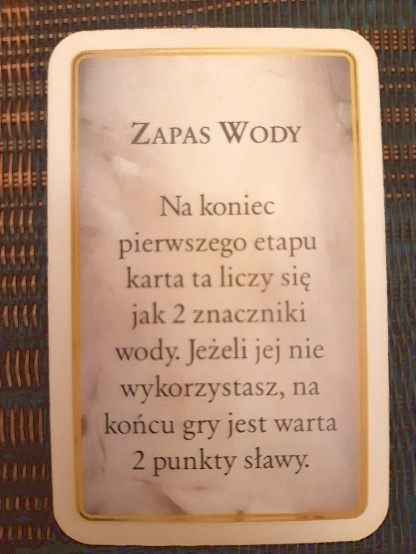 Zapas Wody
Na koniec
pierwszego etapu
karta ta liczy się
jak 2 znaczniki
wody. Jeżeli jej nie
wykorzystasz, na
końcu gry jest warta
2 punkty sławy.